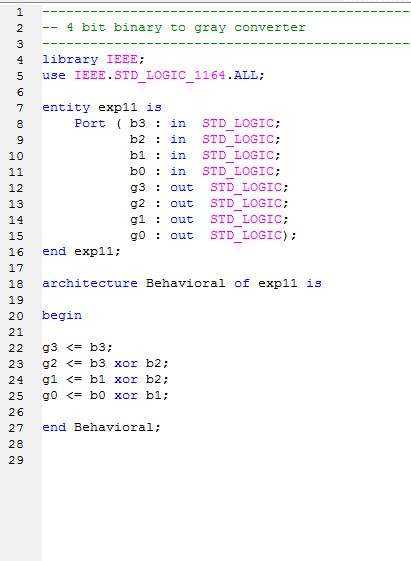 1 --------------------------------------------------
2 -- 4 bit binary to gray converter
3 --------------------------------------------------
4 library IEEE;
5 use IEEE.STD_LOGIC_1164.ALL;
6
7 entity exp11 is
8     Port ( b3 : in  STD_LOGIC;
9            b2 : in  STD_LOGIC;
10            b1 : in  STD_LOGIC;
11            b0 : in  STD_LOGIC;
12            g3 : out  STD_LOGIC;
13            g2 : out  STD_LOGIC;
14            g1 : out  STD_LOGIC;
15            g0 : out  STD_LOGIC);
16 end exp11;
17
18 architecture Behavioral of exp11 is
19
20 begin
21
22 g3 <= b3;
23 g2 <= b3 xor b2;
24 g1 <= b1 xor b2;
25 g0 <= b0 xor b1;
26
27 end Behavioral;
28
29